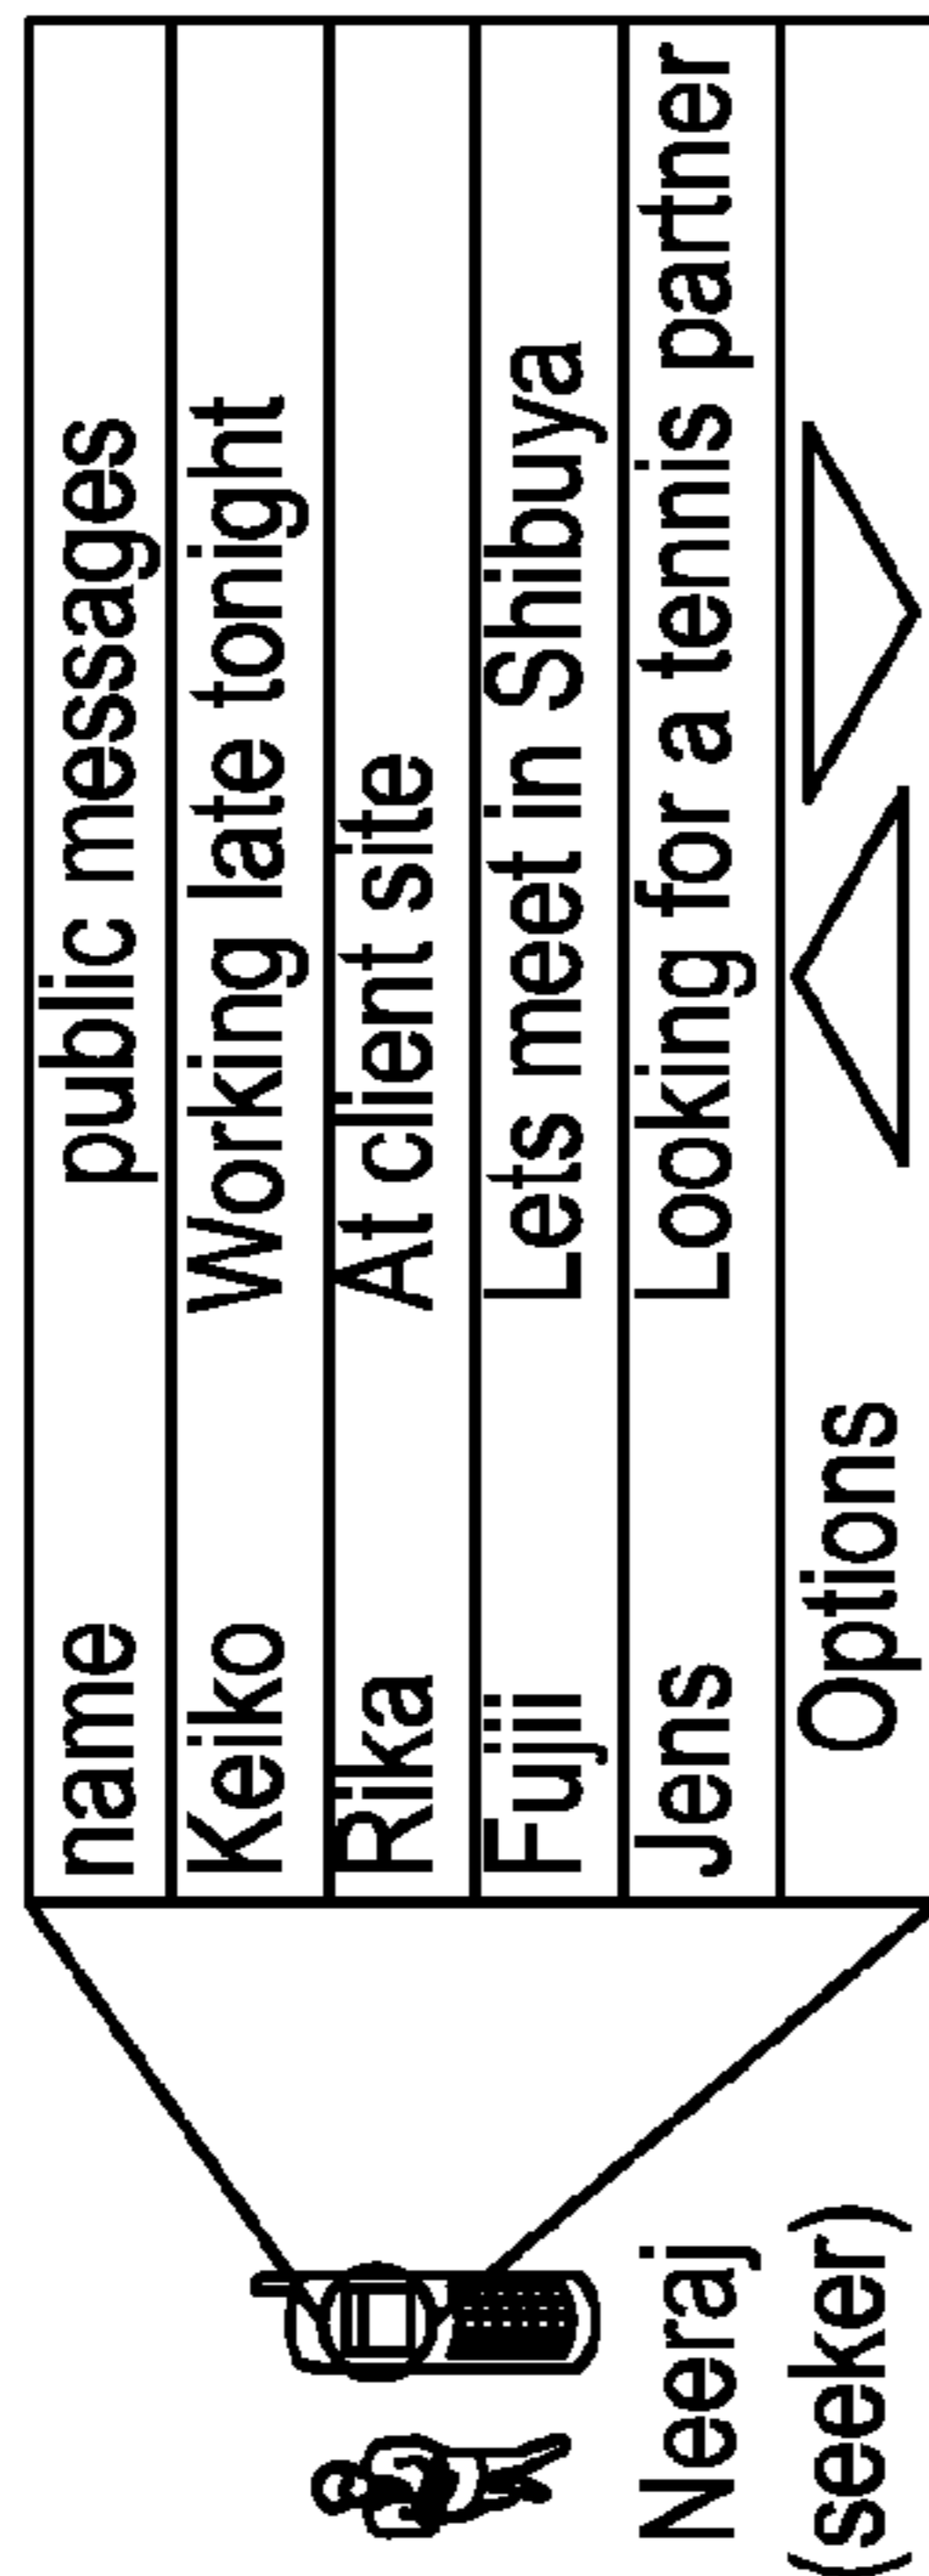 name public messages
Keiko Working late tonight
Rika At client site
Fujiii Lets meet in Shibuya
Jens Looking for a tennis partner
Options
Neeraj
(seeker)